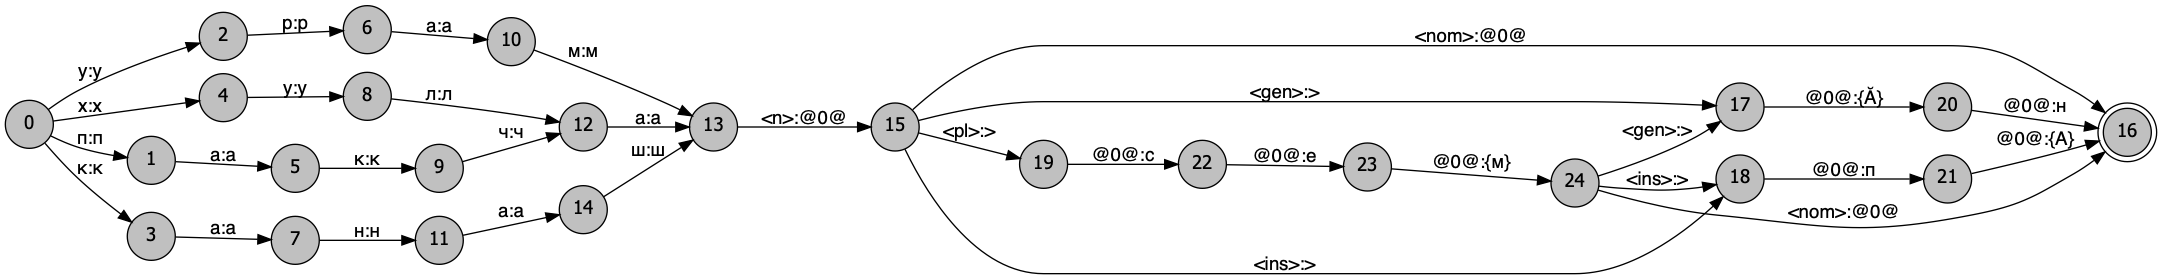 0
у:у
2
р:р
6
а:а
10
м:м
х:х
4
у:у
8
л:л
12
а:а
13
п:п
1
а:а
5
к:к
9
ч:ч
к:к
3
а:а
7
н:н
11
а:а
14
ш:ш
<n>:@0@
15
<nom>:@0@
<gen>:>
17
@0@:{Ă}
20
@0@:н
16
<pl>:>
19
@0@:с
22
@0@:е
23
@0@:{м}
24
<gen>:>
<ins>:>
18
@0@:п
21
@0@:{А}
<nom>:@0@
<ins>:>